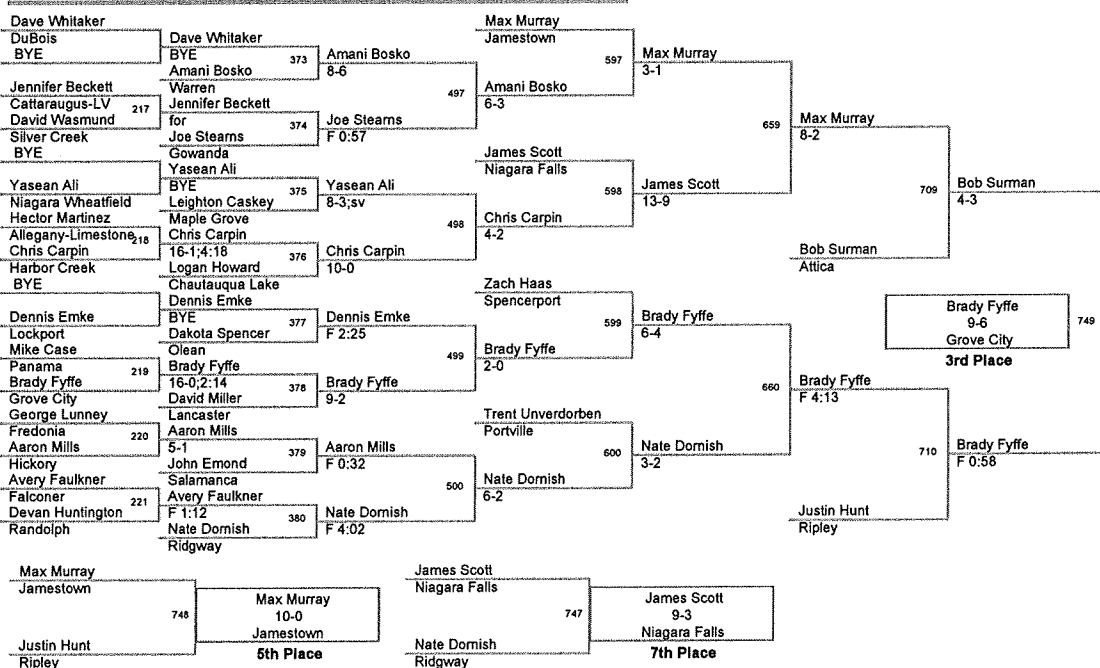 Dave Whitaker
DuBois
BYE
Jennifer Beckett
Cattaraugus-LV
217
David Wasmund
Silver Creek
BYE
Yasean Ali
Niagara Wheatfield
Hector Martinez
Allegany-Limestone
218
Chris Carpin
Harbor Creek
BYE
Dennis Emke
Lockport
Mike Case
Panama
219
Brady Fyffe
Grove City
George Lunney
Fredonia
220
Aaron Mills
Hickory
Avery Faulkner
Falconer
221
Devan Huntington
Randolph
Dave Whitaker
BYE
373
Amani Bosko
Warren
Jennifer Beckett
for
374
Joe Stearns
Gowanda
Yasean Ali
BYE
375
Leighton Caskey
Maple Grove
Chris Carpin
16-1;4:18
376
Logan Howard
Chautauqua Lake
Dennis Emke
BYE
377
Dakota Spencer
Olean
Brady Fyffe
16-0;2:14
378
David Miller
Lancaster
Aaron Mills
5-1
379
John Emond
Salamanca
Avery Faulkner
F 1:12
380
Nate Dornish
Ridgway
Amani Bosko
8-6
497
Joe Stearns
F 0:57
Yasean Ali
8-3;sv
498
Chris Carpin
10-0
Dennis Emke
F 2:25
499
Brady Fyffe
9-2
Aaron Mills
F 0:32
500
Nate Dornish
F 4:02
Max Murray
Jamestown
597
Amani Bosko
6-3
James Scott
Niagara Falls
598
Chris Carpin
4-2
Zach Haas
Spencerport
599
Brady Fyffe
2-0
Trent Unverdorben
Portville
600
Nate Dornish
6-2
Max Murray
3-1
659
James Scott
13-9
Brady Fyffe
6-4
660
Nate Dornish
3-2
Max Murray
8-2
709
Bob Surman
Attica
Brady Fyffe
F 4:13
710
Justin Hunt
Ripley
Bob Surman
4-3
Brady Fyffe
9-6
749
Grove City
3rd Place
Brady Fyffe
F 0:58
Max Murray
Jamestown
748
Justin Hunt
Ripley
Max Murray
10-0
Jamestown
5th Place
James Scott
Niagara Falls
747
Nate Dornish
Ridgway
James Scott
9-3
Niagara Falls
7th Place